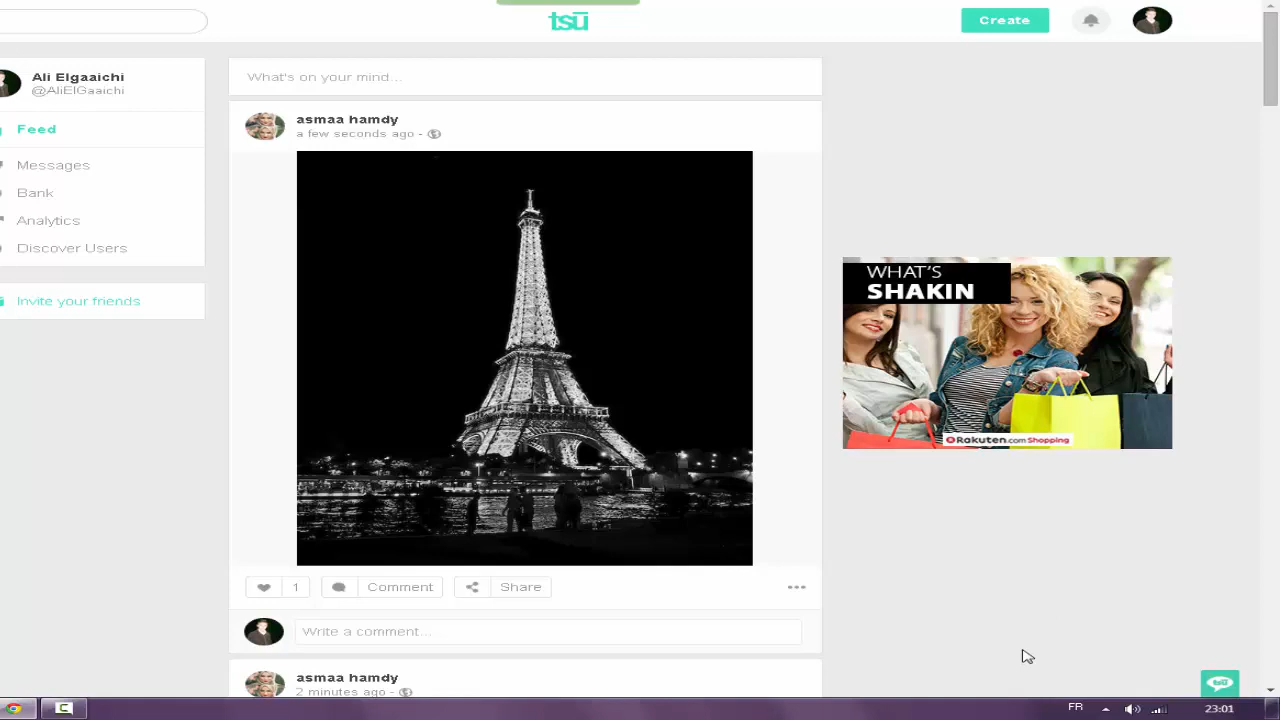 tsū
Create
Ali Elgaaichi
@AliElGaaichi
Feed
Messages
Bank
Analytics
Discover Users
Invite your friends
What's on your mind...
asmaa hamdy
a few seconds ago -
1
Comment
Share
Write a comment...
asmaa hamdy
2 minutes ago -
WHAT'S
SHAKIN
Rakuten.com Shopping
tsū
FR
23:01